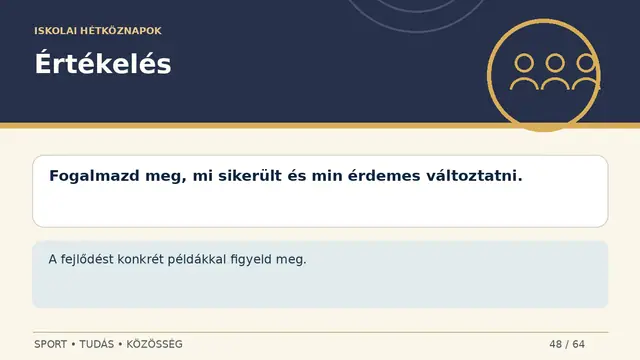 ISKOLAI HÉTKÖZNAPOK
Értékelés
Fogalmazd meg, mi sikerült és min érdemes változtatni.
A fejlődést konkrét példákkal figyeld meg.
SPORT • TUDÁS • KÖZÖSSÉG
48 / 64